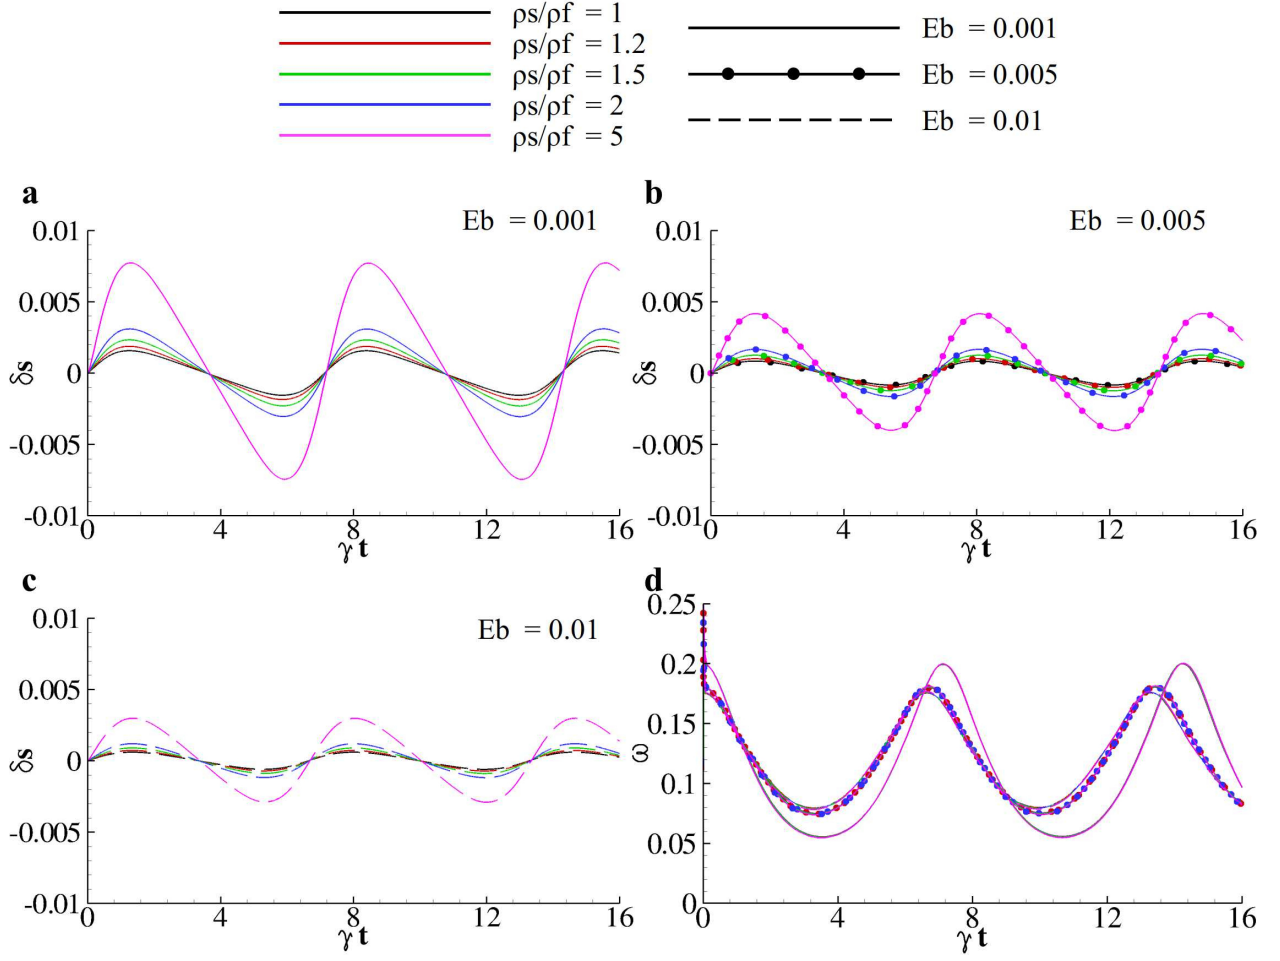 ρs/ρf = 1
ρs/ρf = 1.2
ρs/ρf = 1.5
ρs/ρf = 2
ρs/ρf = 5
Eb = 0.001
Eb = 0.005
Eb = 0.01
a
Eb = 0.001
0.01
0.005
0
-0.005
-0.01
δs
0 4 8 12 16
γ t
b
Eb = 0.005
0.01
0.005
0
-0.005
-0.01
δs
0 4 8 12 16
γ t
c
Eb = 0.01
0.01
0.005
0
-0.005
-0.01
δs
0 4 8 12 16
γ t
d
0.25
0.2
0.15
0.1
0.05
0
ω
0 4 8 12 16
γ t